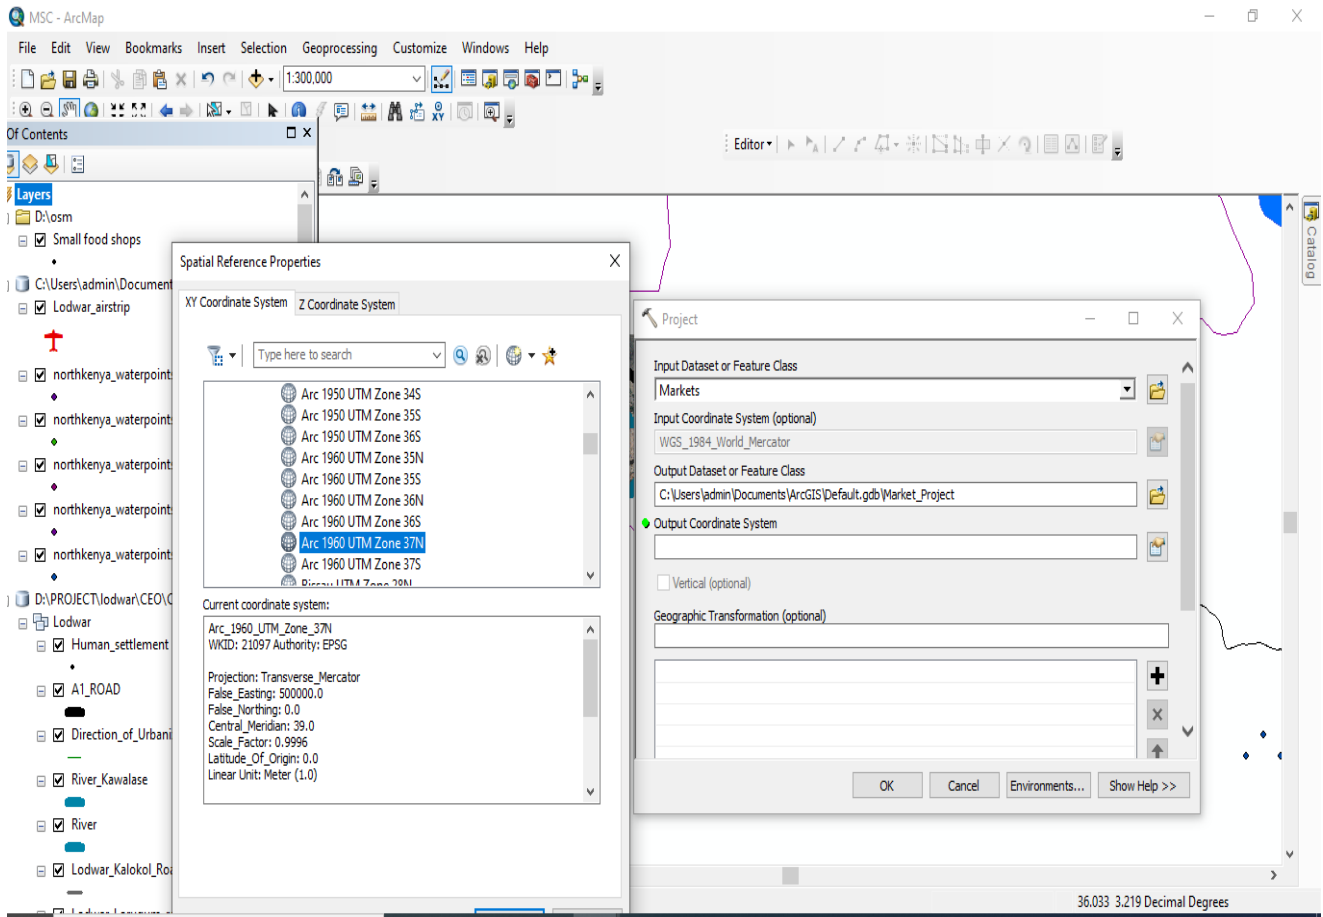 MSC - ArcMap
File Edit View Bookmarks Insert Selection Geoprocessing Customize Windows Help
1:300,000
Of Contents
Editor
Layers
D:\osm
Small food shops
C:\Users\admin\Document
Lodwar_airstrip
northkenya_waterpoint
northkenya_waterpoint
northkenya_waterpoint
northkenya_waterpoint
northkenya_waterpoint
D:\PROJECT\lodwar\CEO\C
Lodwar
Human_settlement
A1_ROAD
Direction_of_Urbani
River_Kawalase
River
Lodwar_Kalokol_Roa
Spatial Reference Properties
XY Coordinate System
Z Coordinate System
Type here to search
Arc 1950 UTM Zone 34S
Arc 1950 UTM Zone 35S
Arc 1950 UTM Zone 36S
Arc 1960 UTM Zone 35N
Arc 1960 UTM Zone 35S
Arc 1960 UTM Zone 36N
Arc 1960 UTM Zone 36S
Arc 1960 UTM Zone 37N
Arc 1960 UTM Zone 37S
Bissau UTM Zone 28N
Current coordinate system:
Arc_1960_UTM_Zone_37N
WKID: 21097 Authority: EPSG
Projection: Transverse_Mercator
False_Easting: 500000.0
False_Northing: 0.0
Central_Meridian: 39.0
Scale_Factor: 0.9996
Latitude_Of_Origin: 0.0
Linear Unit: Meter (1.0)
Project
Input Dataset or Feature Class
Markets
Input Coordinate System (optional)
WGS_1984_World_Mercator
Output Dataset or Feature Class
C:\Users\admin\Documents\ArcGIS\Default.gdb\Market_Project
Output Coordinate System
Vertical (optional)
Geographic Transformation (optional)
OK
Cancel
Environments...
Show Help >>
Catalog
36.033 3.219 Decimal Degrees